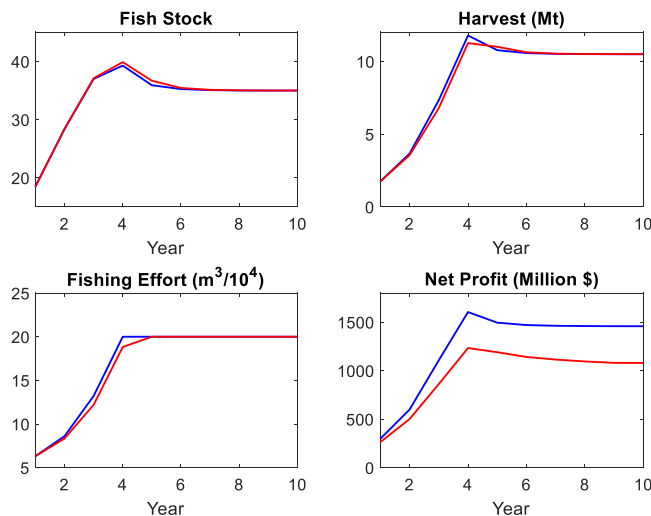 Fish Stock
40
30
20
2 4 6 8 10
Year
Harvest (Mt)
10
5
0
2 4 6 8 10
Year
Fishing Effort (m³/10⁴)
25
20
15
10
5
2 4 6 8 10
Year
Net Profit (Million $)
1500
1000
500
0
2 4 6 8 10
Year